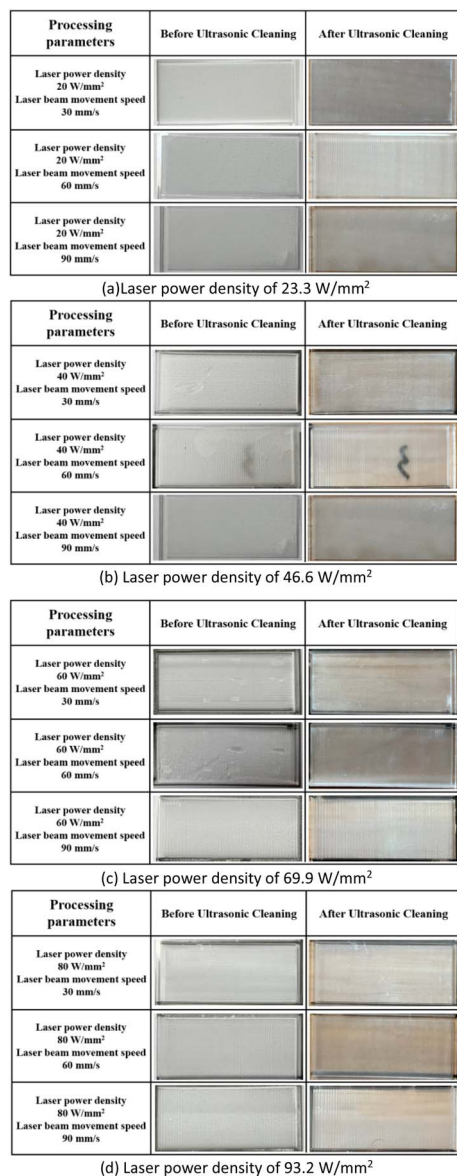 Processing parameters
Before Ultrasonic Cleaning
After Ultrasonic Cleaning
Laser power density
20 W/mm²
Laser beam movement speed
30 mm/s
Laser power density
20 W/mm²
Laser beam movement speed
60 mm/s
Laser power density
20 W/mm²
Laser beam movement speed
90 mm/s
(a)Laser power density of 23.3 W/mm²
Processing parameters
Before Ultrasonic Cleaning
After Ultrasonic Cleaning
Laser power density
40 W/mm²
Laser beam movement speed
30 mm/s
Laser power density
40 W/mm²
Laser beam movement speed
60 mm/s
Laser power density
40 W/mm²
Laser beam movement speed
90 mm/s
(b) Laser power density of 46.6 W/mm²
Processing parameters
Before Ultrasonic Cleaning
After Ultrasonic Cleaning
Laser power density
60 W/mm²
Laser beam movement speed
30 mm/s
Laser power density
60 W/mm²
Laser beam movement speed
60 mm/s
Laser power density
60 W/mm²
Laser beam movement speed
90 mm/s
(c) Laser power density of 69.9 W/mm²
Processing parameters
Before Ultrasonic Cleaning
After Ultrasonic Cleaning
Laser power density
80 W/mm²
Laser beam movement speed
30 mm/s
Laser power density
80 W/mm²
Laser beam movement speed
60 mm/s
Laser power density
80 W/mm²
Laser beam movement speed
90 mm/s
(d) Laser power density of 93.2 W/mm²